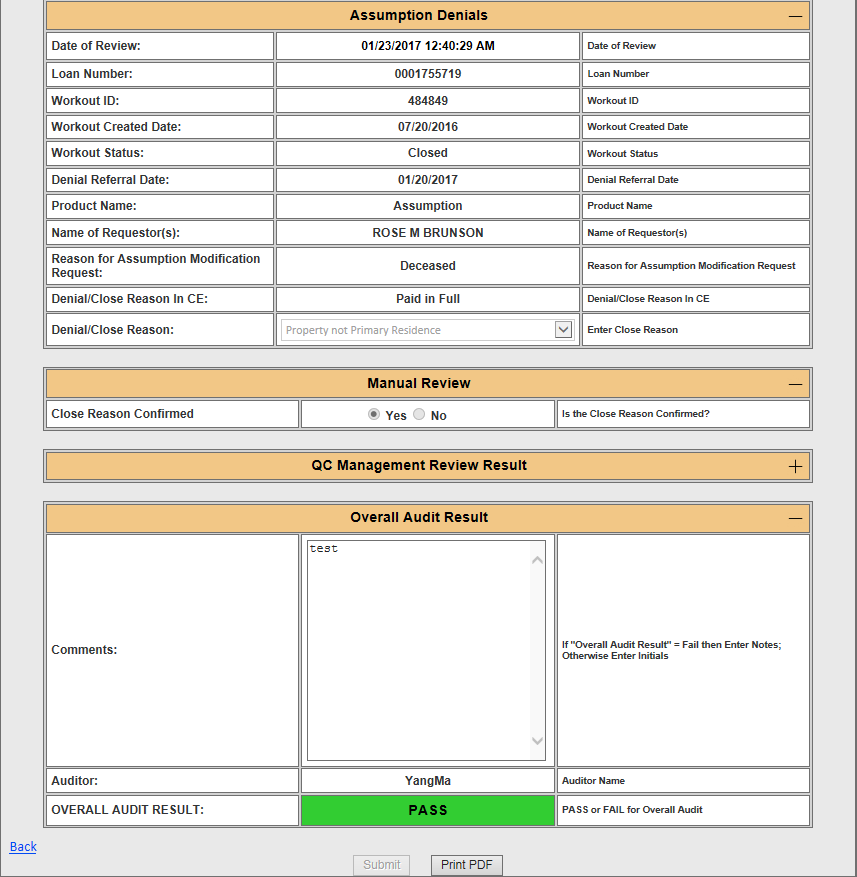 Assumption Denials
Date of Review: 01/23/2017 12:40:29 AM Date of Review
Loan Number: 0001755719 Loan Number
Workout ID: 484849 Workout ID
Workout Created Date: 07/20/2016 Workout Created Date
Workout Status: Closed Workout Status
Denial Referral Date: 01/20/2017 Denial Referral Date
Product Name: Assumption Product Name
Name of Requestor(s): ROSE M BRUNSON Name of Requestor(s)
Reason for Assumption Modification
Request: Deceased Reason for Assumption Modification Request
Denial/Close Reason In CE: Paid in Full Denial/Close Reason In CE
Denial/Close Reason: Property not Primary Residence Enter Close Reason
Manual Review
Close Reason Confirmed Yes No Is the Close Reason Confirmed?
QC Management Review Result
Overall Audit Result
test
Comments: If "Overall Audit Result" = Fail then Enter Notes;
Otherwise Enter Initials
Auditor: YangMa Auditor Name
OVERALL AUDIT RESULT: PASS PASS or FAIL for Overall Audit
Back
Submit Print PDF